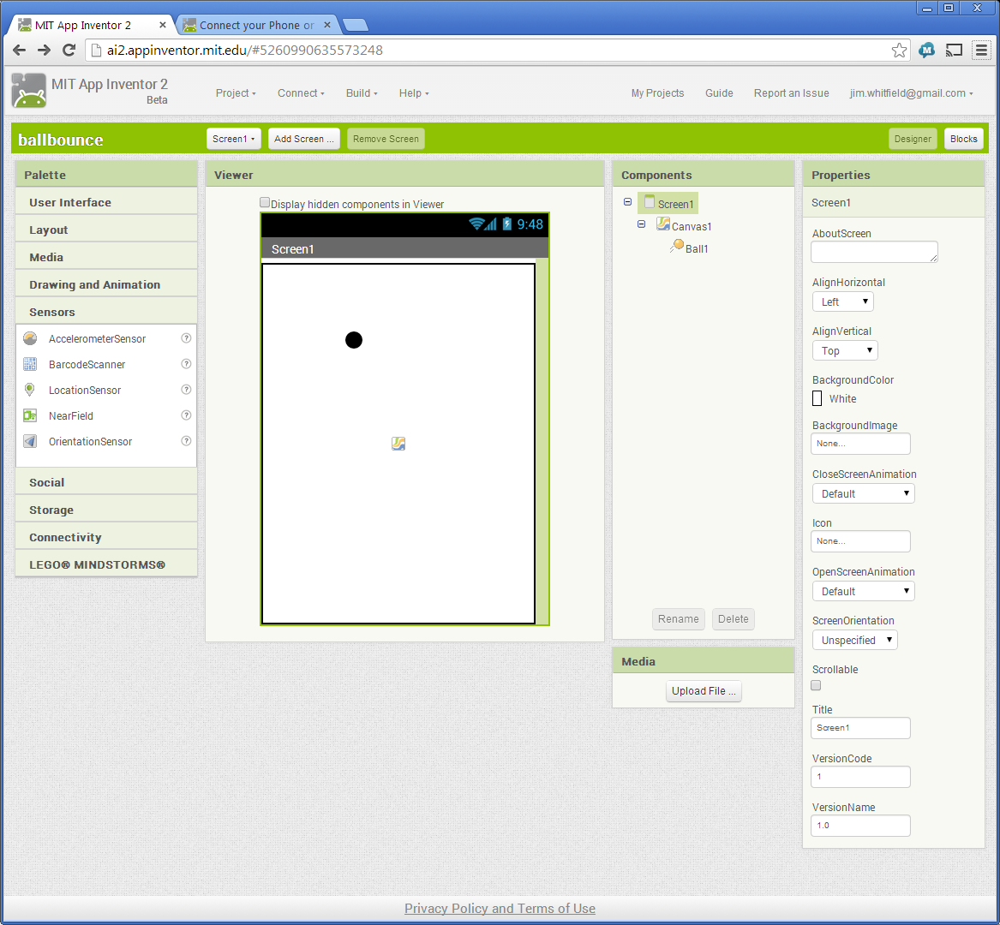 MIT App Inventor 2
Connect your Phone or
ai2.appinventor.mit.edu/#5260990635573248
MIT App Inventor 2
Beta
Project
Connect
Build
Help
My Projects
Guide
Report an Issue
jim.whitfield@gmail.com
ballbounce
Screen1
Add Screen ...
Remove Screen
Designer
Blocks
Palette
User Interface
Layout
Media
Drawing and Animation
Sensors
AccelerometerSensor ?
BarcodeScanner ?
LocationSensor ?
NearField ?
OrientationSensor ?
Social
Storage
Connectivity
LEGO® MINDSTORMS®
Viewer
Display hidden components in Viewer
9:48
Screen1
Components
Screen1
Canvas1
Ball1
Rename
Delete
Media
Upload File ...
Properties
Screen1
AboutScreen
AlignHorizontal
Left
AlignVertical
Top
BackgroundColor
White
BackgroundImage
None...
CloseScreenAnimation
Default
Icon
None...
OpenScreenAnimation
Default
ScreenOrientation
Unspecified
Scrollable
Title
Screen1
VersionCode
1
VersionName
1.0
Privacy Policy and Terms of Use